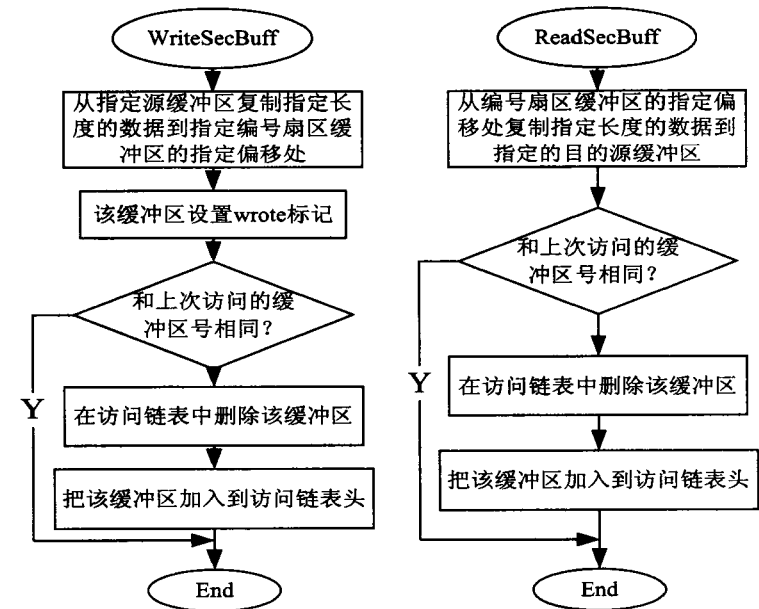 WriteSecBuff
从指定源缓冲区复制指定长
度的数据到指定编号扇区缓
冲区的指定偏移处
该缓冲区设置wrote标记
和上次访问的缓
冲区号相同？
Y
在访问链表中删除该缓冲区
把该缓冲区加入到访问链表头
End
ReadSecBuff
从编号扇区缓冲区的指定偏
移处复制指定长度的数据到
指定的目的源缓冲区
和上次访问的缓
冲区号相同？
Y
在访问链表中删除该缓冲区
把该缓冲区加入到访问链表头
End